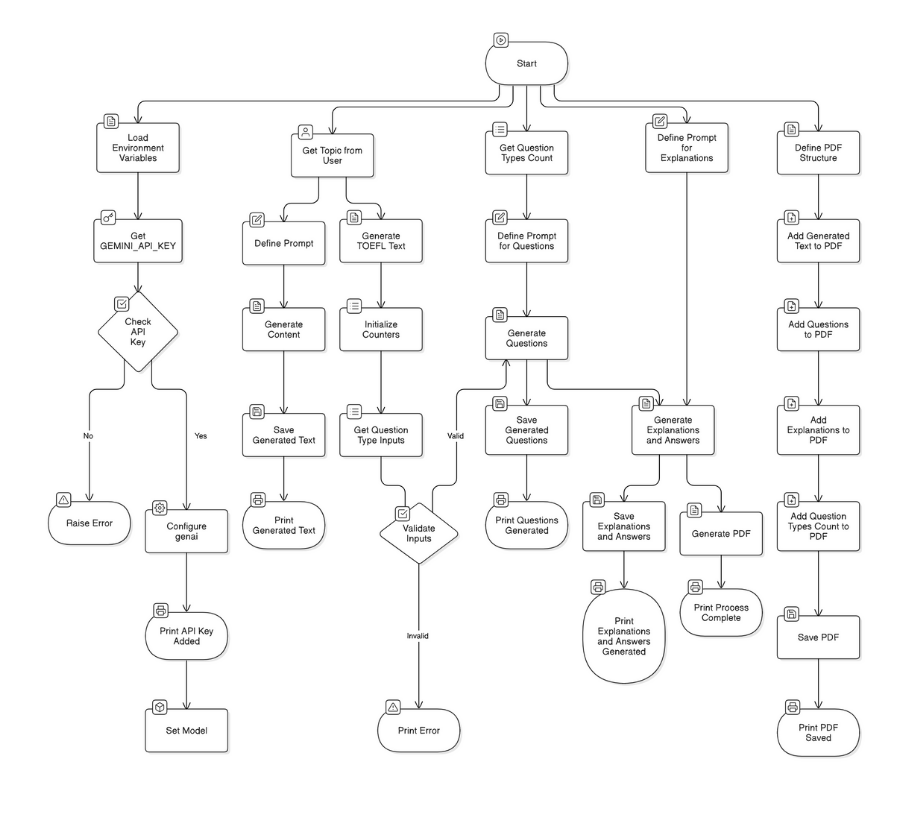 Start
Load
Environment
Variables
Get Topic from
User
Get Question
Types Count
Define Prompt
for
Explanations
Define PDF
Structure
Get
GEMINI_API_KEY
Define Prompt
Generate
TOEFL Text
Define Prompt
for Questions
Add Generated
Text to PDF
Check
API
Key
Generate
Content
Initialize
Counters
Generate
Questions
Add Questions
to PDF
No
Yes
Save
Generated Text
Get Question
Type Inputs
Valid
Save
Generated
Questions
Generate
Explanations
and Answers
Add
Explanations to
PDF
Raise Error
Configure
genai
Print
Generated Text
Validate
Inputs
Print Questions
Generated
Save
Explanations
and Answers
Generate PDF
Add Question
Types Count to
PDF
Print API Key
Added
Invalid
Print
Explanations
and Answers
Generated
Print Process
Complete
Save PDF
Set Model
Print Error
Print PDF
Saved